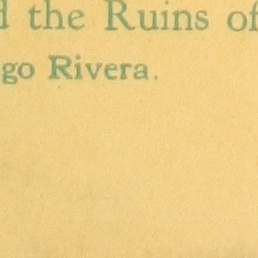 d the Ruins of
go Rivera.